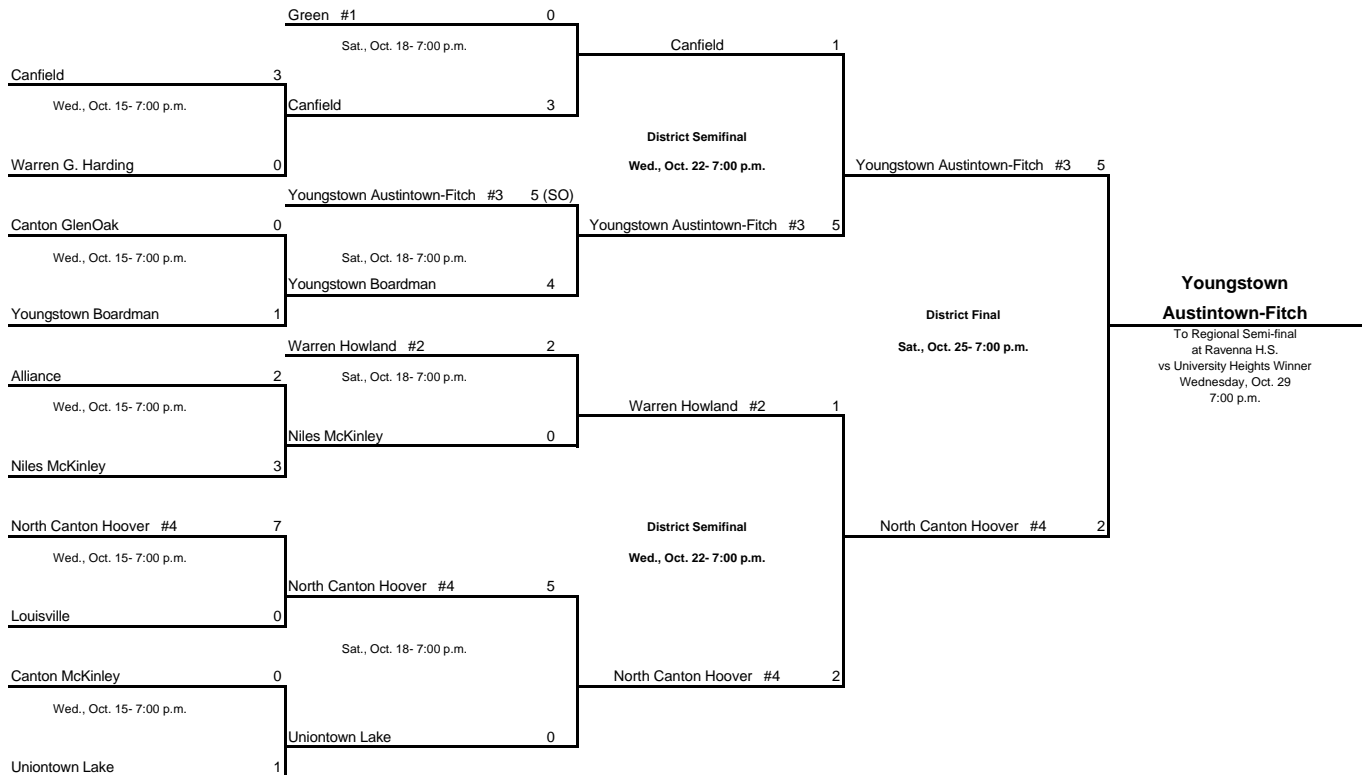 Green #1 0
Sat., Oct. 18- 7:00 p.m.
Canfield 1
Canfield 3
Wed., Oct. 15- 7:00 p.m.
Canfield 3
District Semifinal
Warren G. Harding 0
Wed., Oct. 22- 7:00 p.m.
Youngstown Austintown-Fitch #3 5
Youngstown Austintown-Fitch #3 5 (SO)
Canton GlenOak 0
Youngstown Austintown-Fitch #3 5
Wed., Oct. 15- 7:00 p.m.
Sat., Oct. 18- 7:00 p.m.
Youngstown Boardman 4
Youngstown
Youngstown Boardman 1
District Final
Austintown-Fitch
To Regional Semi-final
at Ravenna H.S.
vs University Heights Winner
Wednesday, Oct. 29
7:00 p.m.
Warren Howland #2 2
Sat., Oct. 25- 7:00 p.m.
Alliance 2
Sat., Oct. 18- 7:00 p.m.
Wed., Oct. 15- 7:00 p.m.
Warren Howland #2 1
Niles McKinley 0
Niles McKinley 3
North Canton Hoover #4 7
District Semifinal
North Canton Hoover #4 2
Wed., Oct. 15- 7:00 p.m.
Wed., Oct. 22- 7:00 p.m.
North Canton Hoover #4 5
Louisville 0
Sat., Oct. 18- 7:00 p.m.
Canton McKinley 0
North Canton Hoover #4 2
Wed., Oct. 15- 7:00 p.m.
Uniontown Lake 0
Uniontown Lake 1